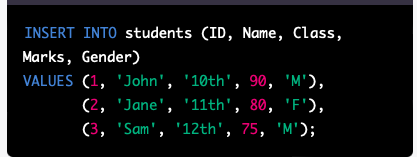 INSERT INTO students (ID, Name, Class,
Marks, Gender)
VALUES (1, 'John', '10th', 90, 'M'),
(2, 'Jane', '11th', 80, 'F'),
(3, 'Sam', '12th', 75, 'M');